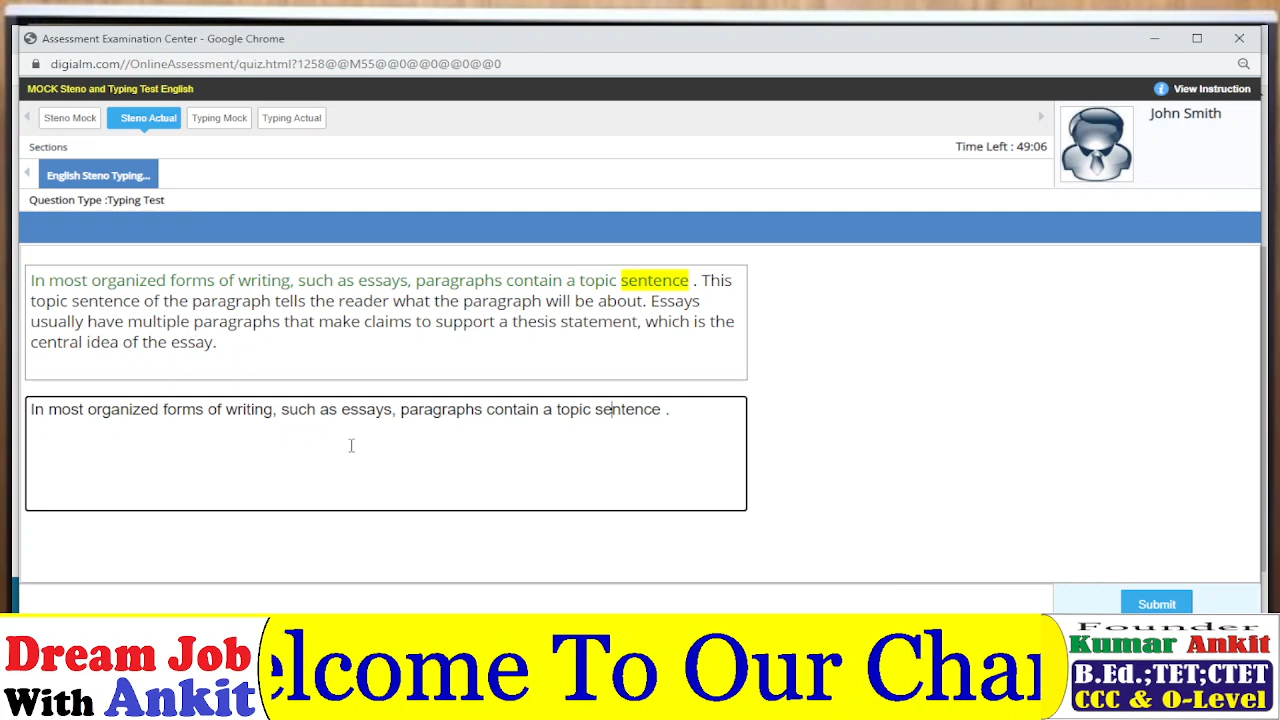 Assessment Examination Center - Google Chrome
digialm.com//OnlineAssessment/quiz.html?1258@@M55@@0@@0@@0@@0
MOCK Steno and Typing Test English
View Instruction
Steno Mock
Steno Actual
Typing Mock
Typing Actual
John Smith
Sections
Time Left : 49:06
English Steno Typing...
Question Type :Typing Test
In most organized forms of writing, such as essays, paragraphs contain a topic sentence . This
topic sentence of the paragraph tells the reader what the paragraph will be about. Essays
usually have multiple paragraphs that make claims to support a thesis statement, which is the
central idea of the essay.
In most organized forms of writing, such as essays, paragraphs contain a topic sentence .
Submit
Dream Job
With Ankit
elcome To Our Chan
Founder
Kumar Ankit
B.Ed.;TET;CTET
CCC & O-Level